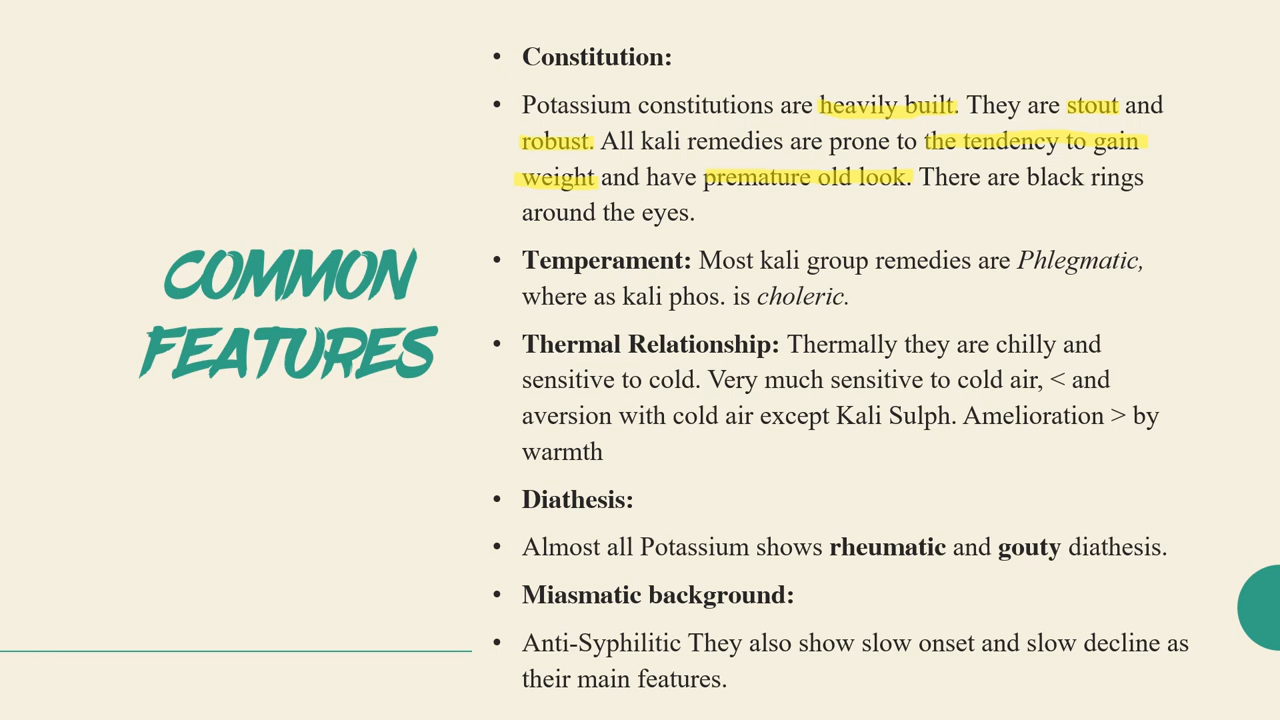 COMMON
FEATURES
• Constitution:
• Potassium constitutions are heavily built. They are stout and
robust. All kali remedies are prone to the tendency to gain
weight and have premature old look. There are black rings
around the eyes.
• Temperament: Most kali group remedies are Phlegmatic,
where as kali phos. is choleric.
• Thermal Relationship: Thermally they are chilly and
sensitive to cold. Very much sensitive to cold air, < and
aversion with cold air except Kali Sulph. Amelioration > by
warmth
• Diathesis:
• Almost all Potassium shows rheumatic and gouty diathesis.
• Miasmatic background:
• Anti-Syphilitic They also show slow onset and slow decline as
their main features.